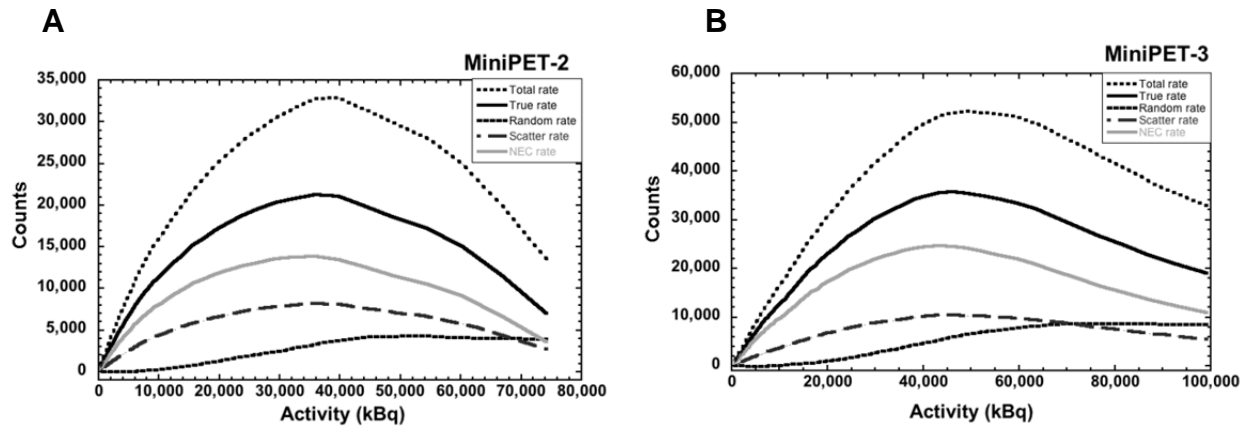 A
B
MiniPET-2
MiniPET-3
35,000
30,000
25,000
20,000
15,000
10,000
5,000
0
Counts
Total rate
True rate
Random rate
Scatter rate
NEC rate
0 10,000 20,000 30,000 40,000 50,000 60,000 70,000 80,000
Activity (kBq)
60,000
50,000
40,000
30,000
20,000
10,000
0
Counts
Total rate
True rate
Random rate
Scatter rate
NEC rate
0 20,000 40,000 60,000 80,000 100,000
Activity (kBq)